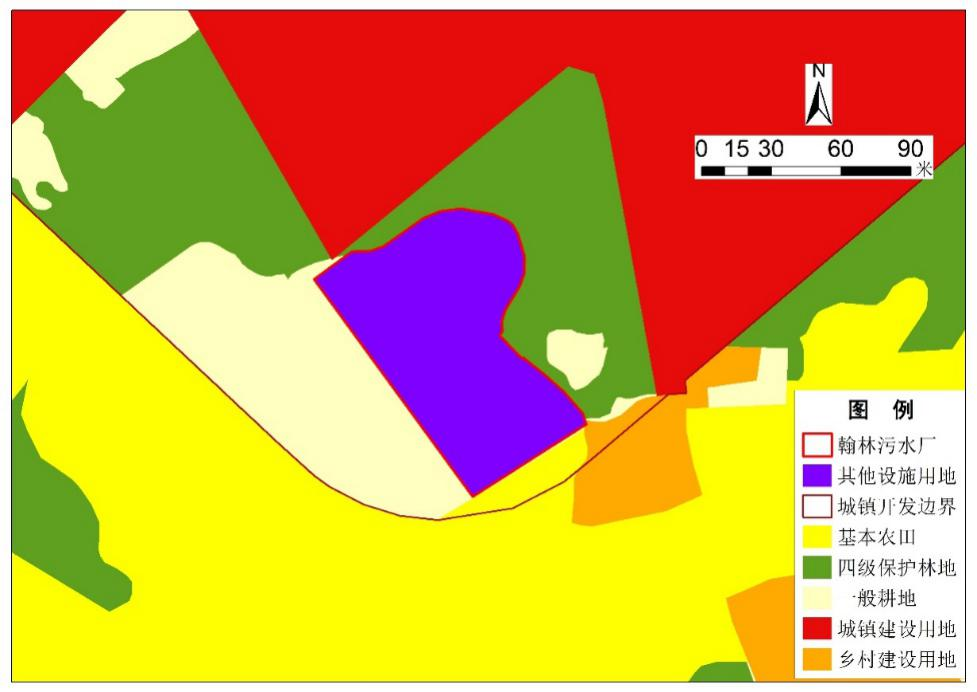 N
0 15 30 60 90
米
图 例
翰林污水厂
其他设施用地
城镇开发边界
基本农田
四级保护林地
一般耕地
城镇建设用地
乡村建设用地